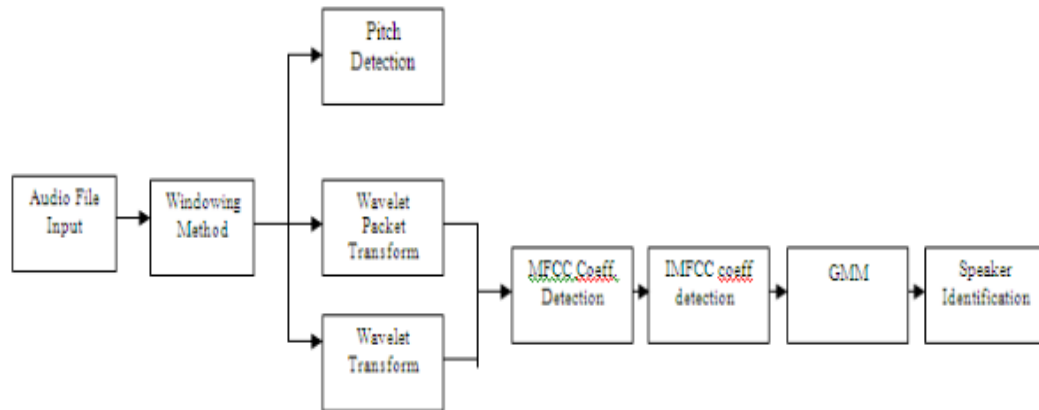 Pitch
Detection
Audio File
Input
Windowing
Method
Wavelet
Packet
Transform
Wavelet
Transform
MFCC Coeff.
Detection
IMFCC coeff
detection
GMM
Speaker
Identification